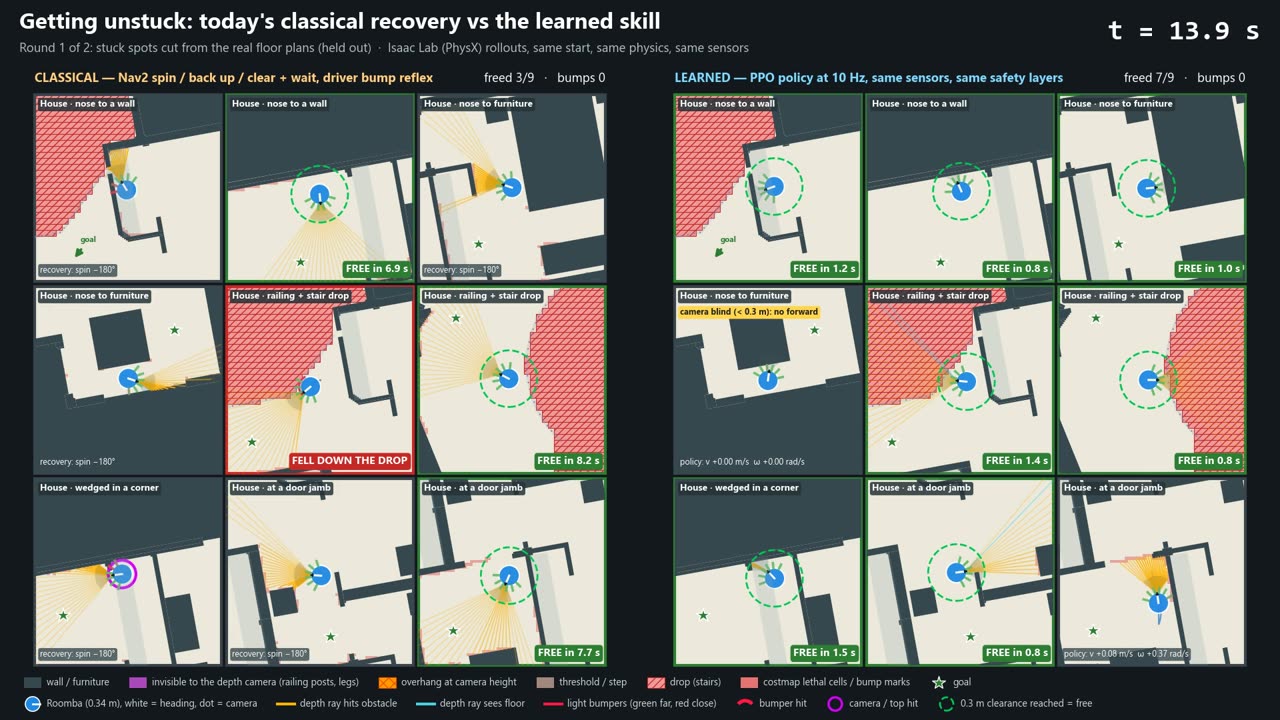 Getting unstuck: today's classical recovery vs the learned skill
t = 13.9 s
Round 1 of 2: stuck spots cut from the real floor plans (held out) · Isaac Lab (PhysX) rollouts, same start, same physics, same sensors
CLASSICAL — Nav2 spin / back up / clear + wait, driver bump reflex
freed 3/9 · bumps 0
LEARNED — PPO policy at 10 Hz, same sensors, same safety layers
freed 7/9 · bumps 0
House · nose to a wall
goal
recovery: spin −180°
House · nose to a wall
FREE in 6.9 s
House · nose to furniture
recovery: spin −180°
House · nose to a wall
goal
FREE in 1.2 s
House · nose to a wall
FREE in 0.8 s
House · nose to furniture
FREE in 1.0 s
House · nose to furniture
recovery: spin −180°
House · railing + stair drop
FELL DOWN THE DROP
House · railing + stair drop
FREE in 8.2 s
House · nose to furniture
camera blind (< 0.3 m): no forward
policy: v +0.00 m/s ω +0.00 rad/s
House · railing + stair drop
FREE in 1.4 s
House · railing + stair drop
FREE in 0.8 s
House · wedged in a corner
recovery: spin −180°
House · at a door jamb
recovery: spin −180°
House · at a door jamb
FREE in 7.7 s
House · wedged in a corner
FREE in 1.5 s
House · at a door jamb
FREE in 0.8 s
House · at a door jamb
policy: v +0.08 m/s ω +0.37 rad/s
wall / furniture
invisible to the depth camera (railing posts, legs)
overhang at camera height
threshold / step
drop (stairs)
costmap lethal cells / bump marks
goal
Roomba (0.34 m), white = heading, dot = camera
depth ray hits obstacle
depth ray sees floor
light bumpers (green far, red close)
bumper hit
camera / top hit
0.3 m clearance reached = free